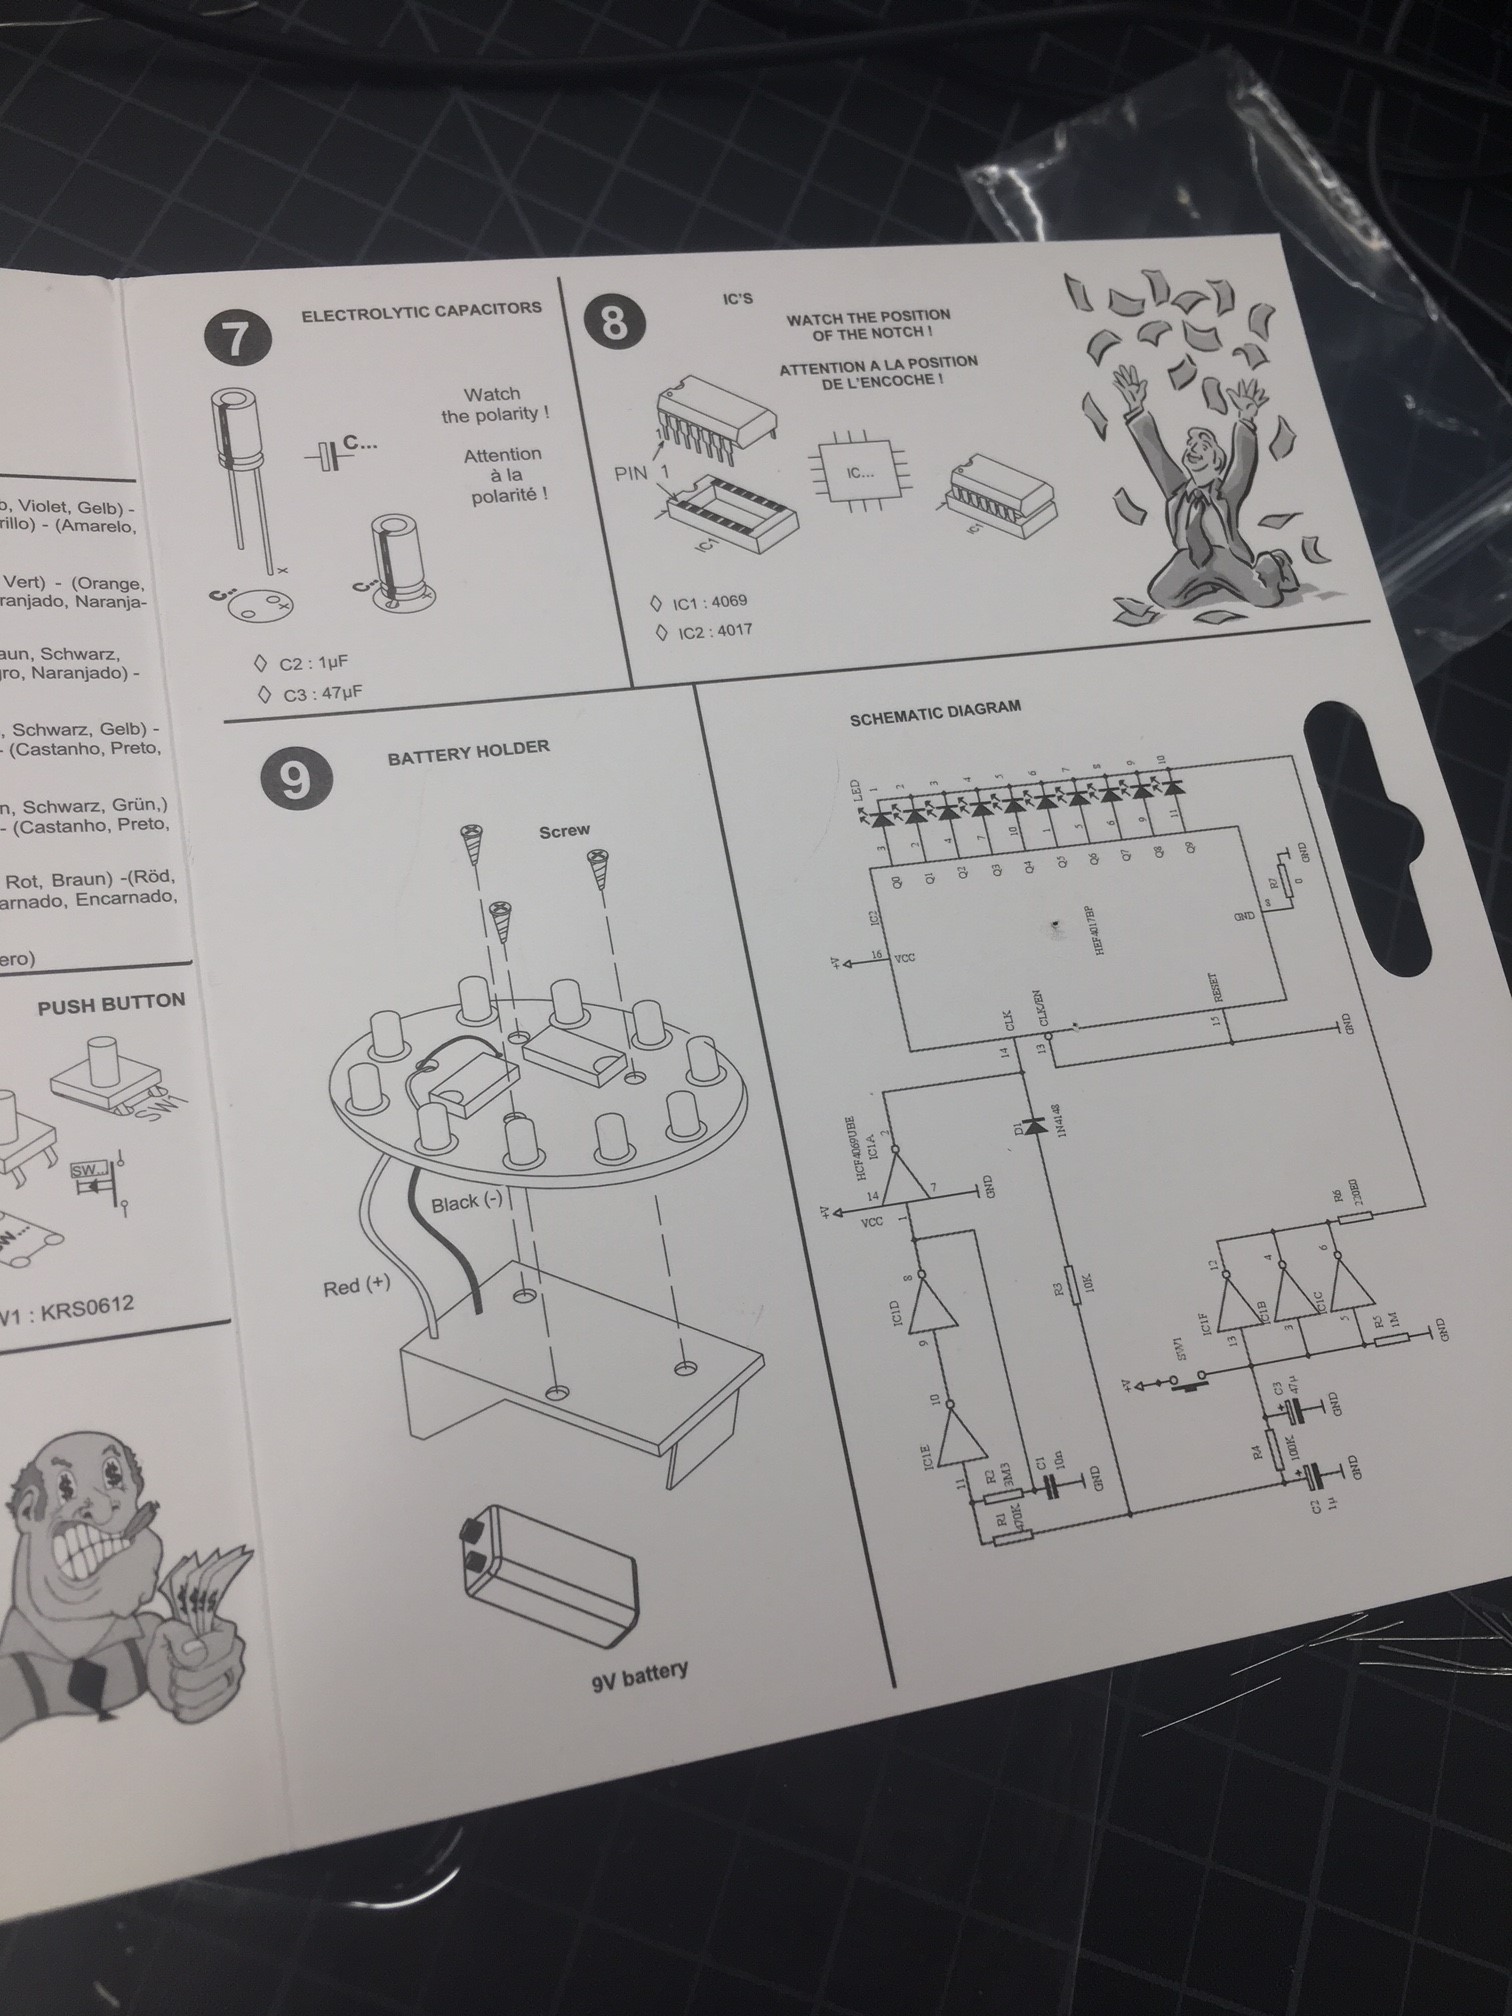 b, Violet, Gelb) -
rillo) - (Amarelo,
Vert) - (Orange,
ranjado, Naranja-
aun, Schwarz,
gro, Naranjado) -
, Schwarz, Gelb) -
- (Castanho, Preto,
n, Schwarz, Grün,)
- (Castanho, Preto,
Rot, Braun) -(Röd,
arnado, Encarnado,
ero)
PUSH BUTTON
SW1
SW...
W...
W1 : KRS0612
$ $
$ $ $ $
7
ELECTROLYTIC CAPACITORS
C...
Watch
the polarity !
Attention
à la
polarité !
C...
C...
C2 : 1µF
C3 : 47µF
8
IC'S
WATCH THE POSITION
OF THE NOTCH !
ATTENTION A LA POSITION
DE L'ENCOCHE !
1
PIN 1
IC1
IC...
IC1
IC1 : 4069
IC2 : 4017
9
BATTERY HOLDER
Screw
Black (-)
Red (+)
9V battery
SCHEMATIC DIAGRAM
LED
1 2 3 4 5 6 7 8 9 10
3 2 4 7 10 1 5 6 9 11
Q0 Q1 Q2 Q3 Q4 Q5 Q6 Q7 Q8 Q9
IC2
+V
16
VCC
HEF4017BP
GND
8
R7
0
GND
CLK
14
CLK/EN
13
RESET
15
GND
HCF4069UBE
IC1A
2
+V
14
VCC
1
7
GND
D1
1N4148
R3
10K
IC1D
8
9
IC1E
10
11
R1
470K
R2
3M3
C1
10n
GND
+V
SW1
IC1F
12
13
IC1B
4
3
IC1C
6
5
R6
220E0
R5
1M
GND
C3
47µ
GND
R4
100K
C2
1µ
GND